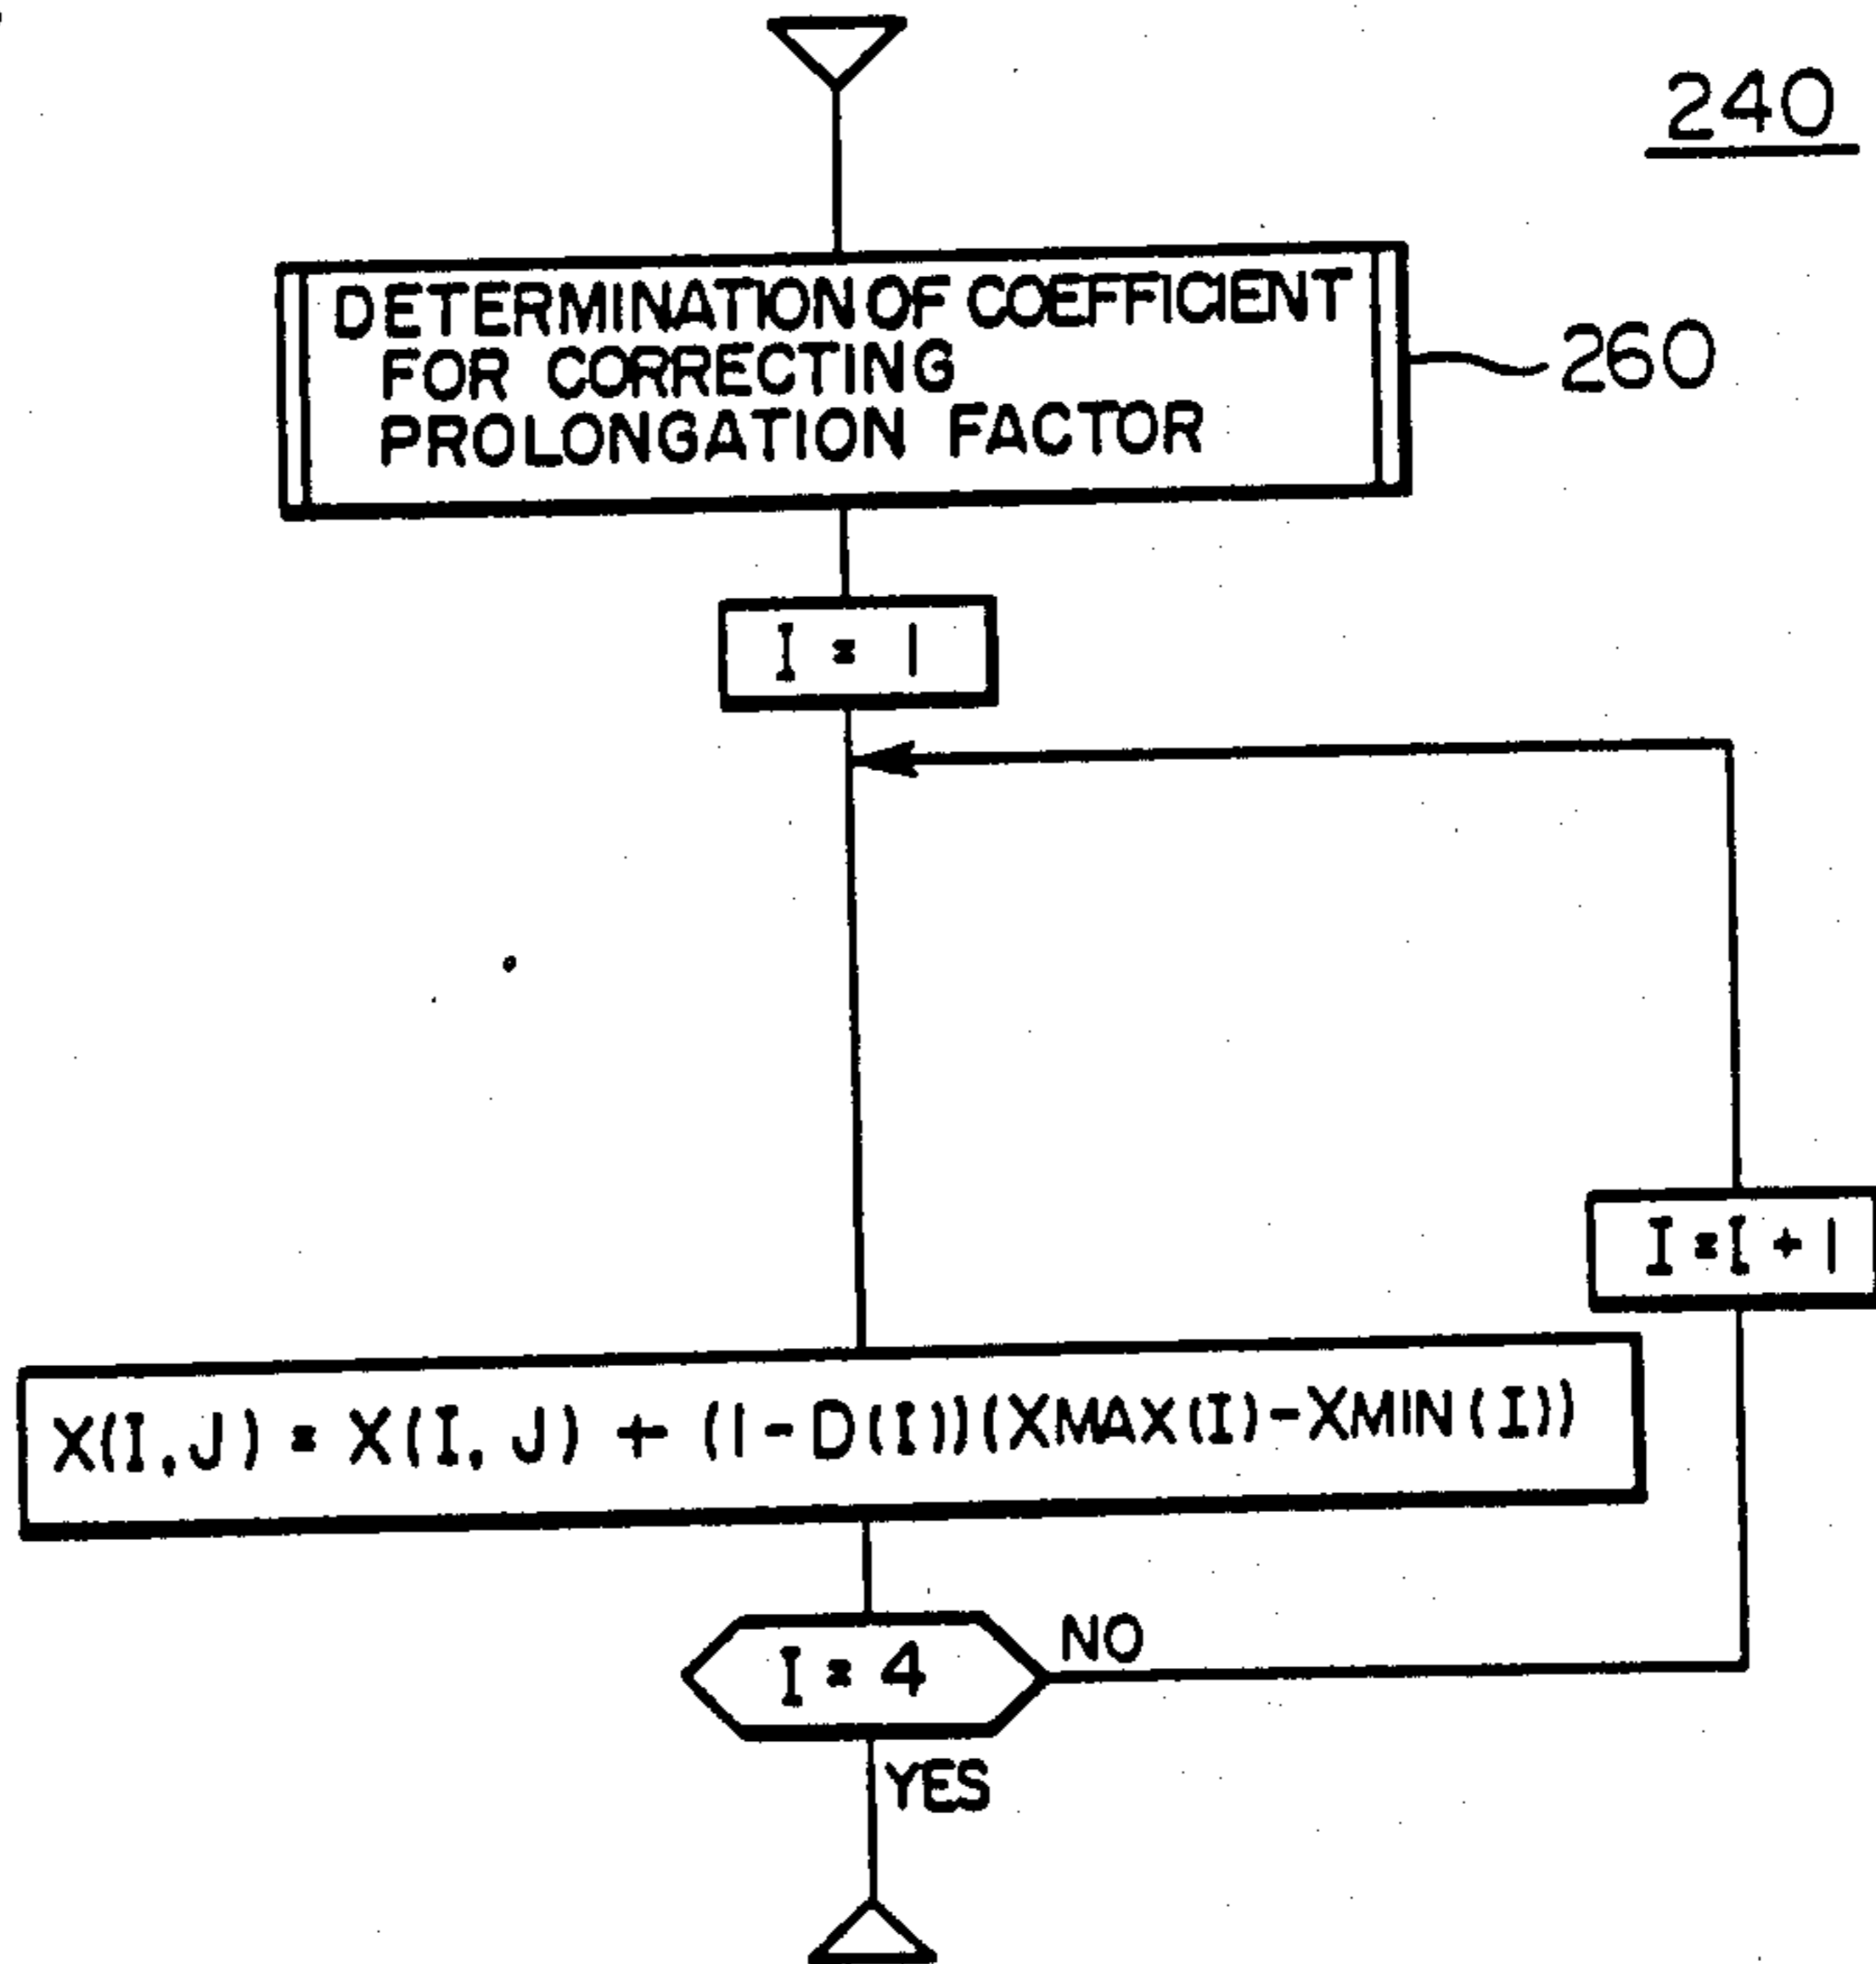 240
DETERMINATION OF COEFFICIENT
FOR CORRECTING
PROLONGATION FACTOR
260
I = 1
I = I + 1
X(I,J) = X(I,J) + (1-D(I))(XMAX(I)-XMIN(I))
I = 4
NO
YES